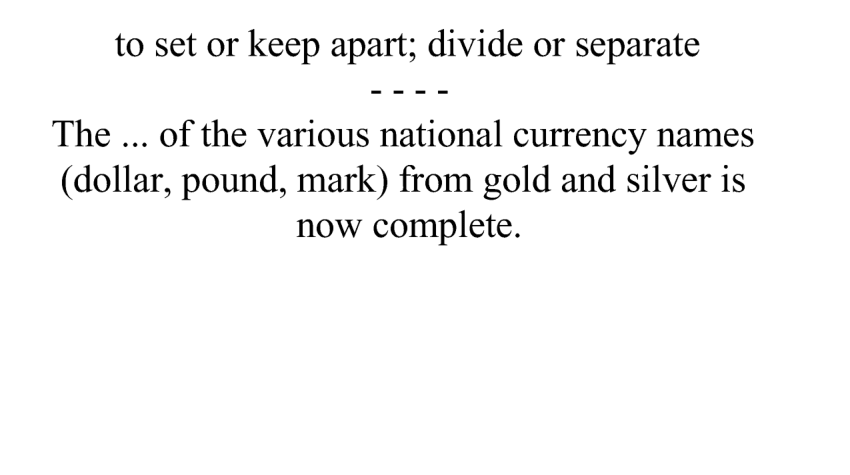 to set or keep apart; divide or separate
- - - -
The ... of the various national currency names
(dollar, pound, mark) from gold and silver is
now complete.